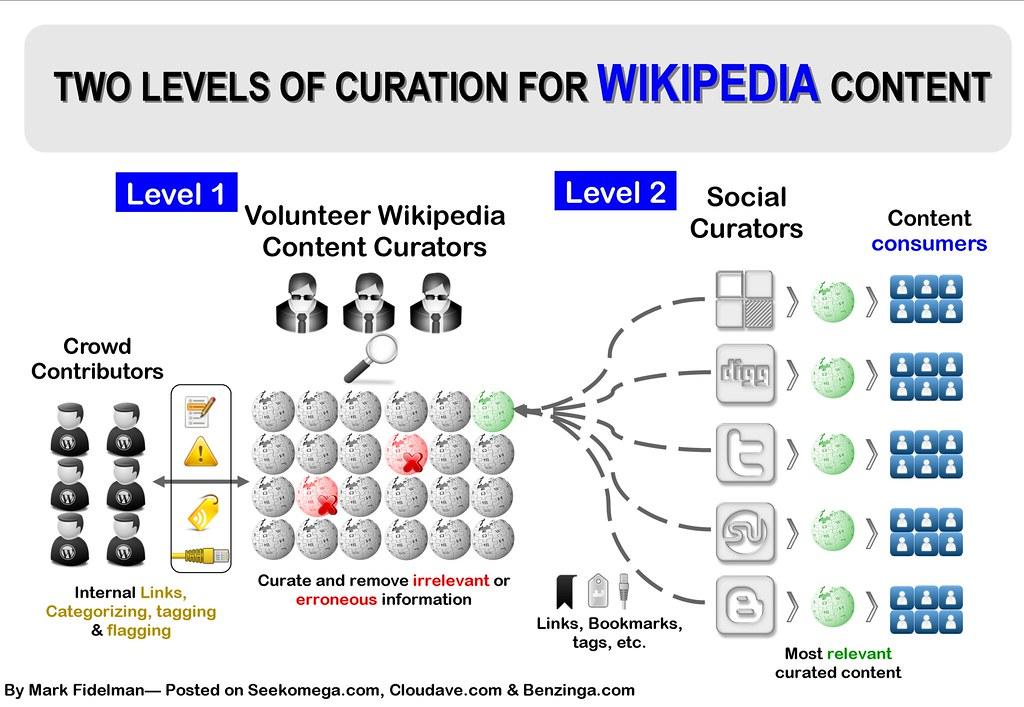 TWO LEVELS OF CURATION FOR WIKIPEDIA CONTENT
Level 1
Volunteer Wikipedia
Content Curators
Crowd
Contributors
Internal Links,
Categorizing, tagging
& flagging
Curate and remove irrelevant or
erroneous information
Level 2
Social
Curators
Content
consumers
digg
Links, Bookmarks,
tags, etc.
Most relevant
curated content
By Mark Fidelman— Posted on Seekomega.com, Cloudave.com & Benzinga.com